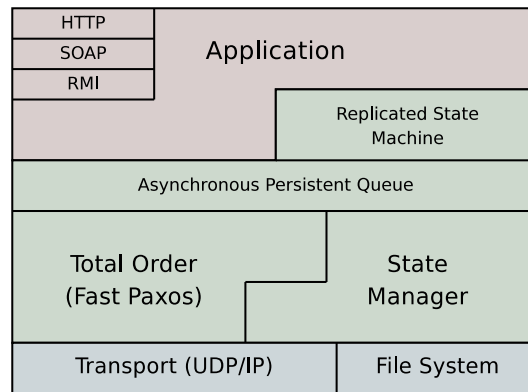 HTTP
SOAP
RMI
Application
Replicated State
Machine
Asynchronous Persistent Queue
Total Order
(Fast Paxos)
State
Manager
Transport (UDP/IP)
File System